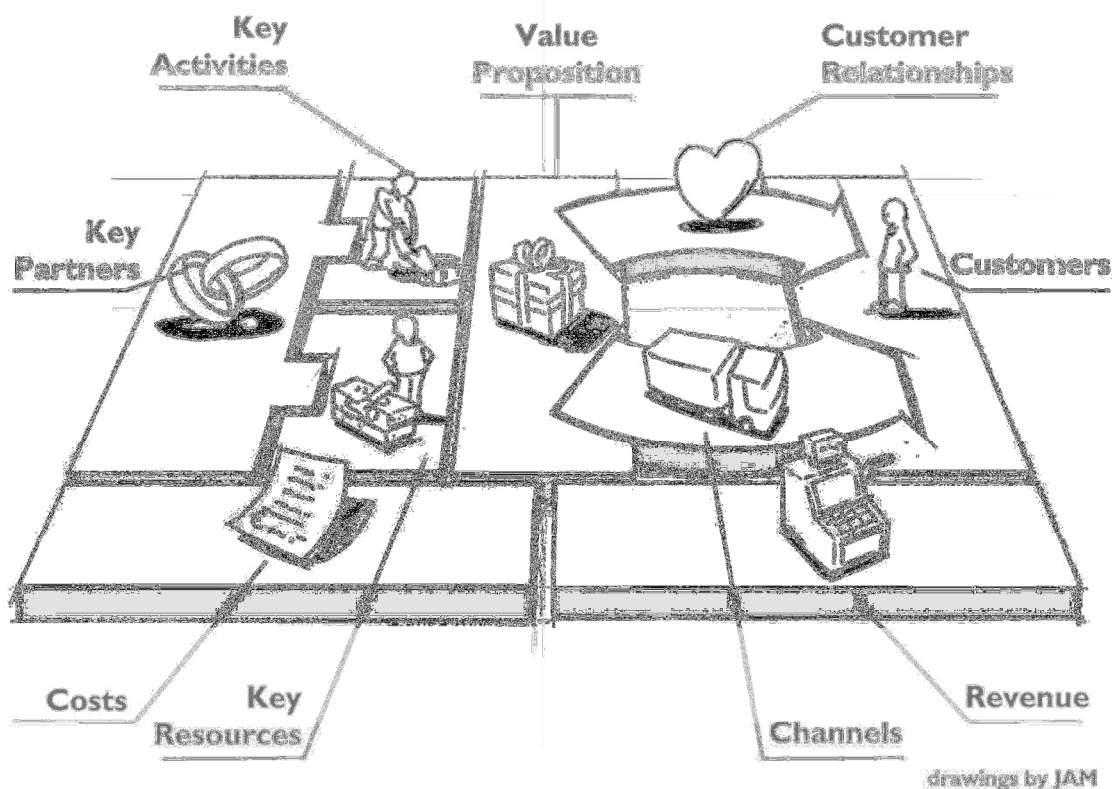 Key
Activities
Value
Proposition
Customer
Relationships
Key
Partners
Customers
Costs
Key
Resources
Channels
Revenue
drawings by JAM